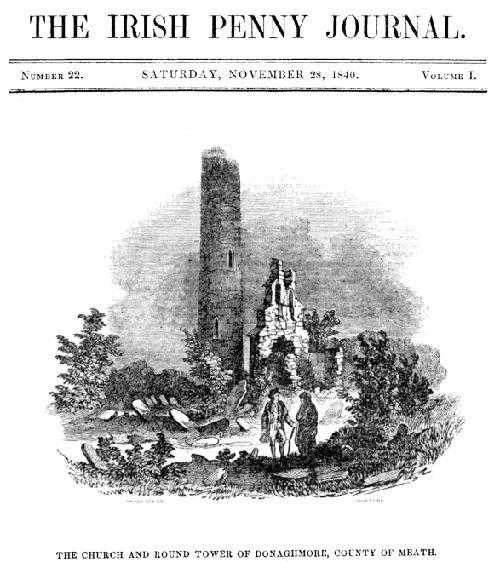 THE IRISH PENNY JOURNAL.
NUMBER 22. SATURDAY, NOVEMBER 28, 1840. VOLUME I.
THE CHURCH AND ROUND TOWER OF DONAGHMORE, COUNTY OF MEATH.